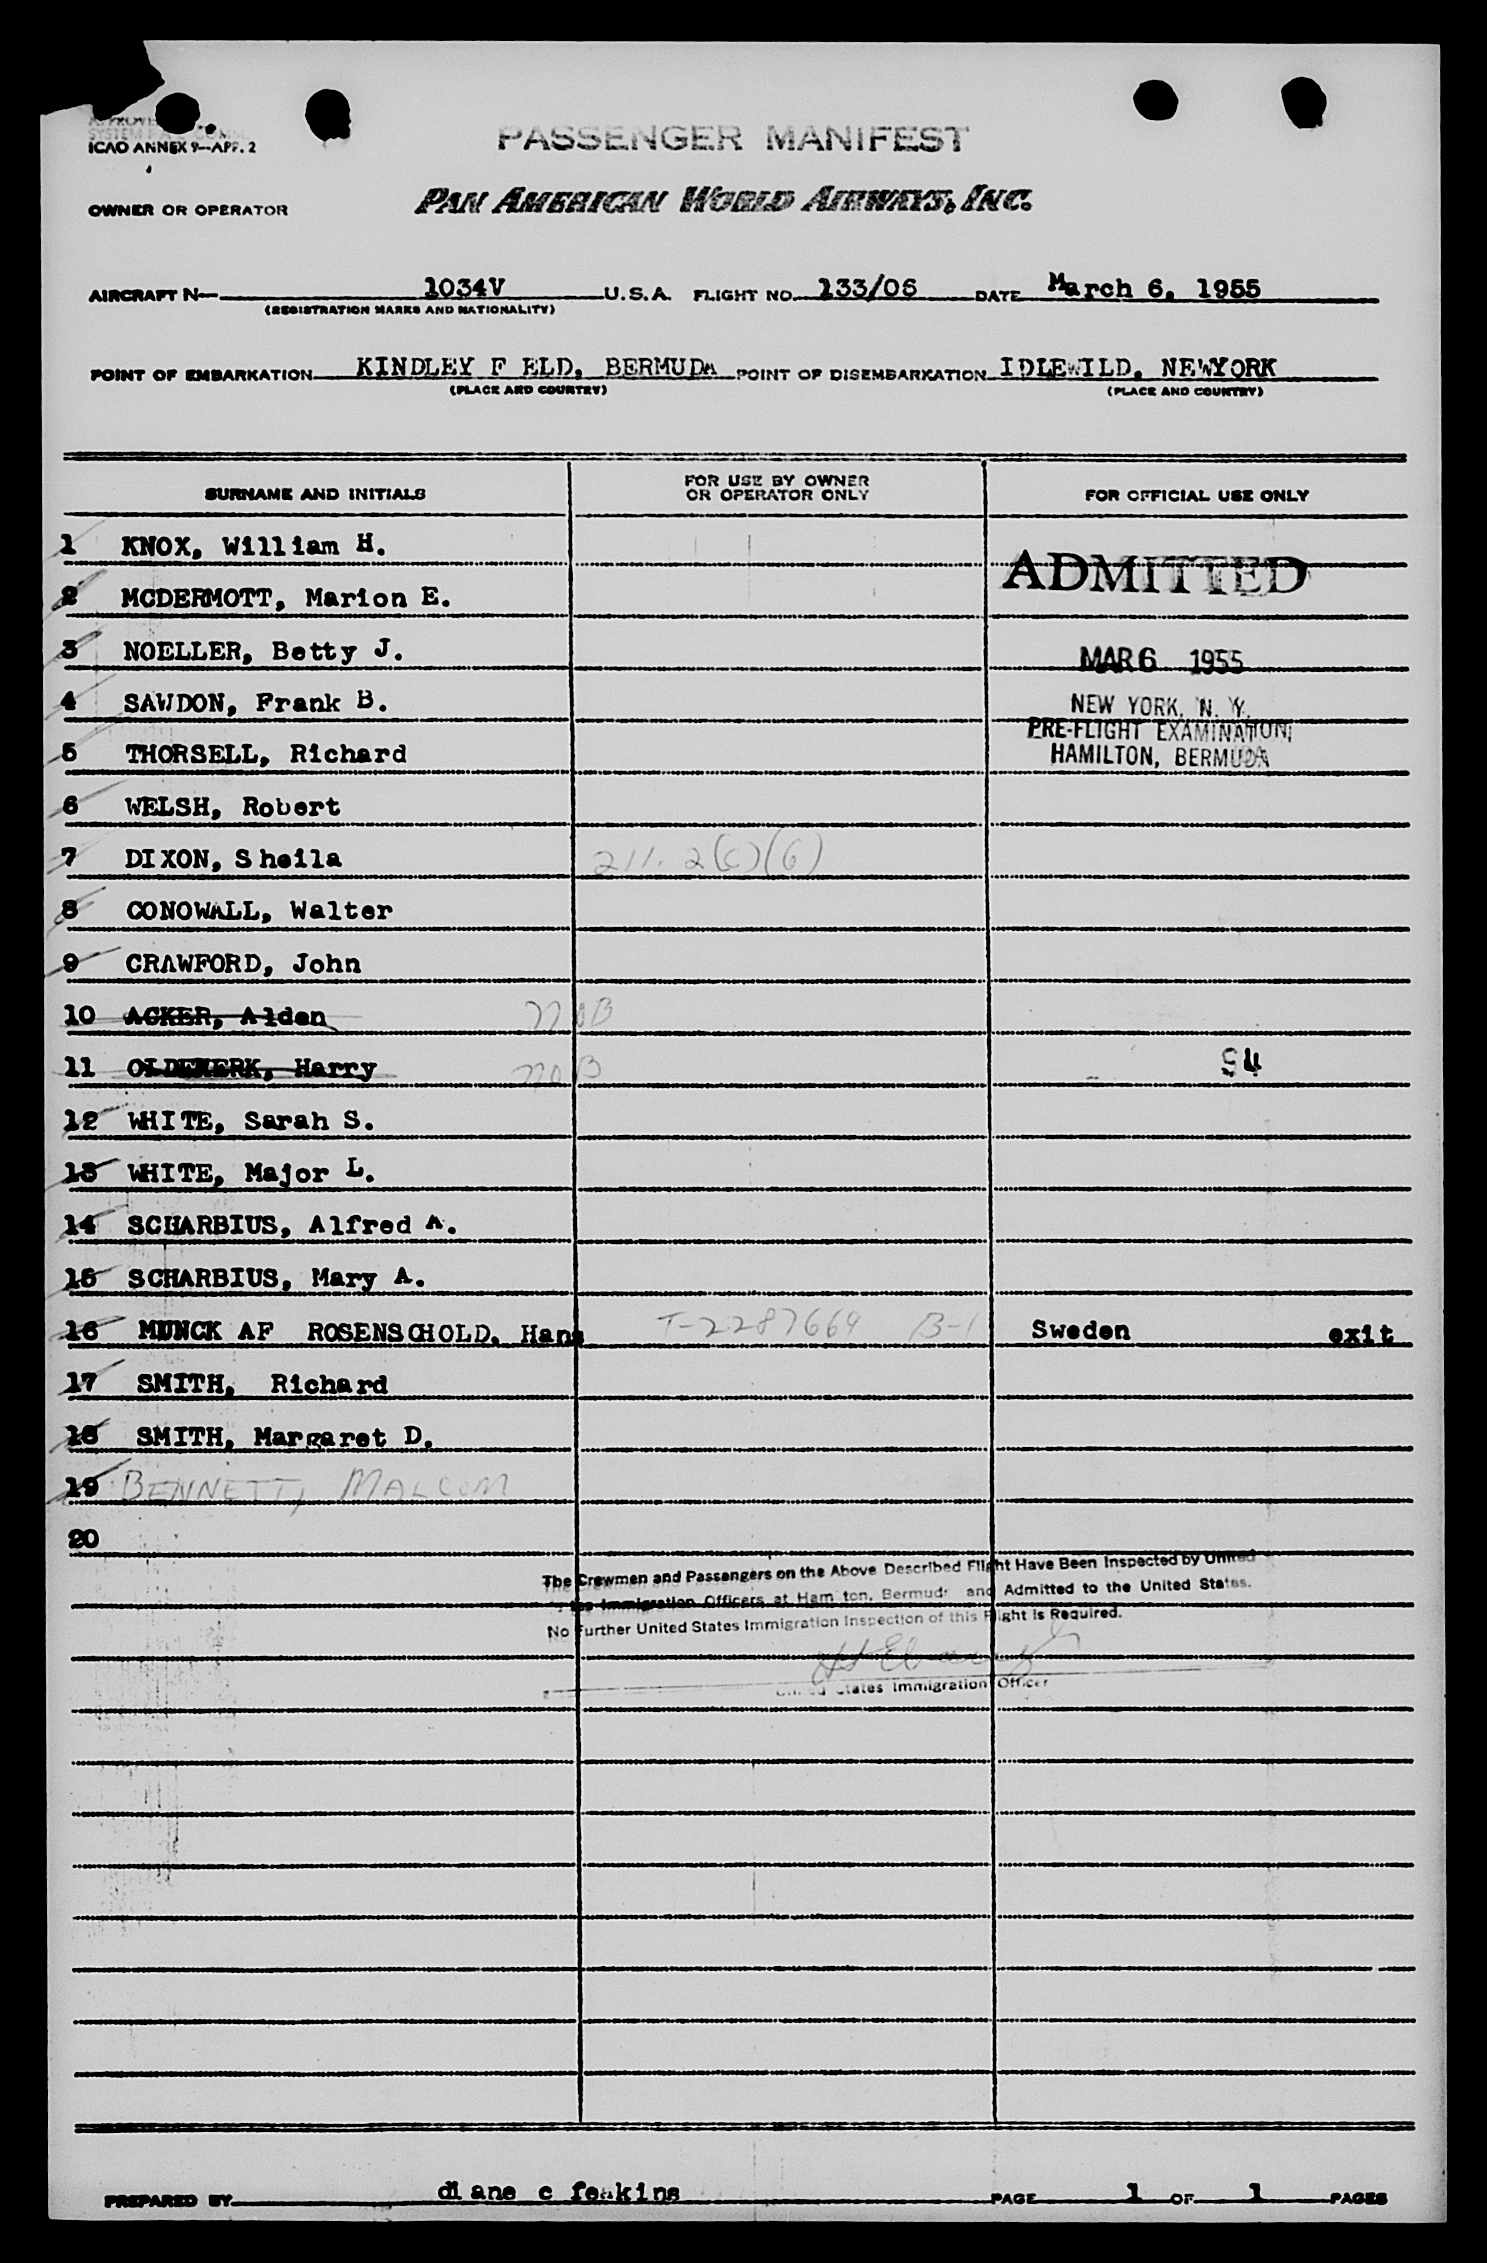 ICAO ANNEX 9—APP. 2
PASSENGER MANIFEST
OWNER OR OPERATOR PAN AMERICAN WORLD AIRWAYS, INC.
AIRCRAFT N— 1034V U.S.A. FLIGHT NO. 133/06 DATE March 6, 1955
(REGISTRATION MARKS AND NATIONALITY)
POINT OF EMBARKATION KINDLEY F ELD, BERMUDA POINT OF DISEMBARKATION IDLEWILD, NEWYORK
(PLACE AND COUNTRY) (PLACE AND COUNTRY)
SURNAME AND INITIALS
FOR USE BY OWNER
OR OPERATOR ONLY
FOR OFFICIAL USE ONLY
1 KNOX, William H.
ADMITTED
2 MCDERMOTT, Marion E.
3 NOELLER, Betty J.
MAR 6 1955
4 SAWDON, Frank B.
NEW YORK, N. Y.
PRE-FLIGHT EXAMINATION
5 THORSELL, Richard
HAMILTON, BERMUDA
6 WELSH, Robert
7 DIXON, Sheila 211.2(c)(6)
8 CONOWALL, Walter
9 CRAWFORD, John
10 ACKER, Alden NOB
11 Harry NOB 94
12 WHITE, Sarah S.
13 WHITE, Major L.
14 SCHARBIUS, Alfred A.
15 SCHARBIUS, Mary A.
16 MUNCK AF ROSENSCHOLD, Hans T-2287669 B-1 Sweden exit
17 SMITH, Richard
18 SMITH, Margaret D.
19 BENNETT, MALCOM
20
The Crewmen and Passengers on the Above Described Flight Have Been Inspected by United
Immigration Officers at Hamilton, Bermuda and Admitted to the United States.
No Further United States Immigration Inspection of this Flight Is Required.
United States Immigration Officer
PREPARED BY diane c feakins PAGE 1 OF 1 PAGES